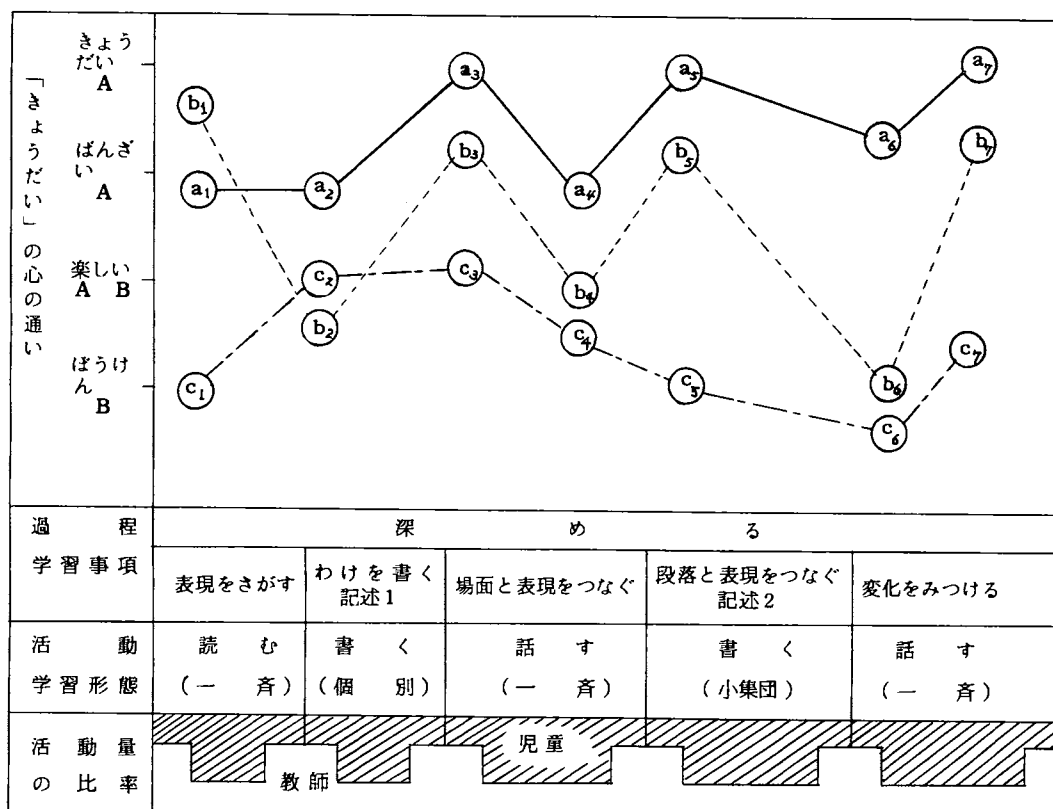 「きょうだい」の心の通い
きょう
だい
A
ばんざ
い
A
楽しい
A B
ぼうけ
ん
B
a1
a2
a3
a4
a5
a6
a7
b1
b2
b3
b4
b5
b6
b7
c1
c2
c3
c4
c5
c6
c7
過程
深める
学習事項
表現をさがす
わけを書く
記述1
場面と表現をつなぐ
段落と表現をつなぐ
記述2
変化をみつける
活動
読む
書く
話す
書く
話す
学習形態
(一斉)
(個別)
(一斉)
(小集団)
(一斉)
活動量
の比率
児童
教師